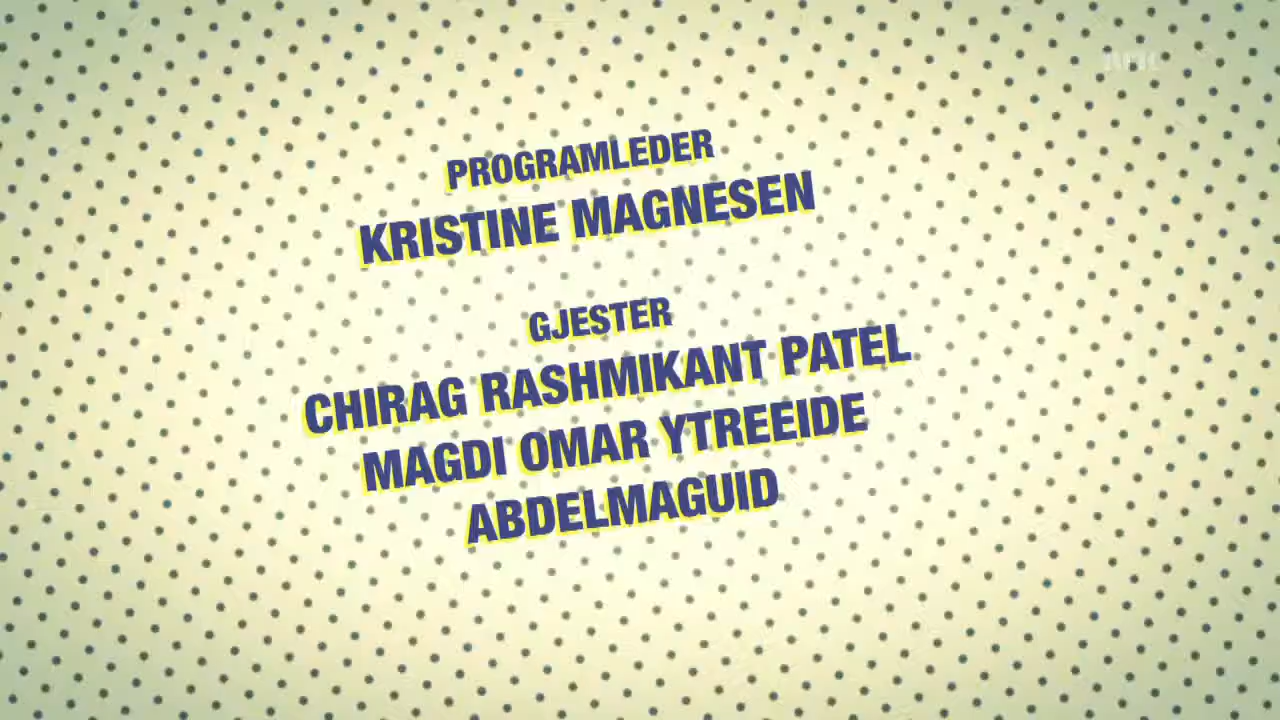 PROGRAMLEDER
KRISTINE MAGNESEN
GJESTER
CHIRAG RASHMIKANT PATEL
MAGDI OMAR YTREEIDE
ABDELMAGUID